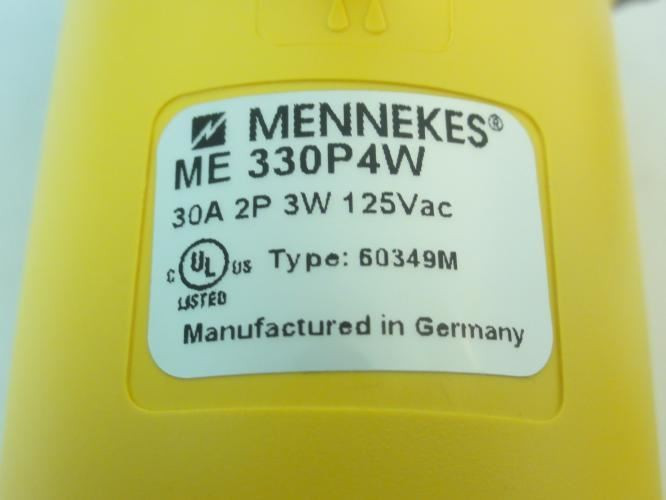 MENNEKES®
ME 330P4W
30A 2P 3W 125Vac
C UL US Type: 60349M
LISTED
Manufactured in Germany